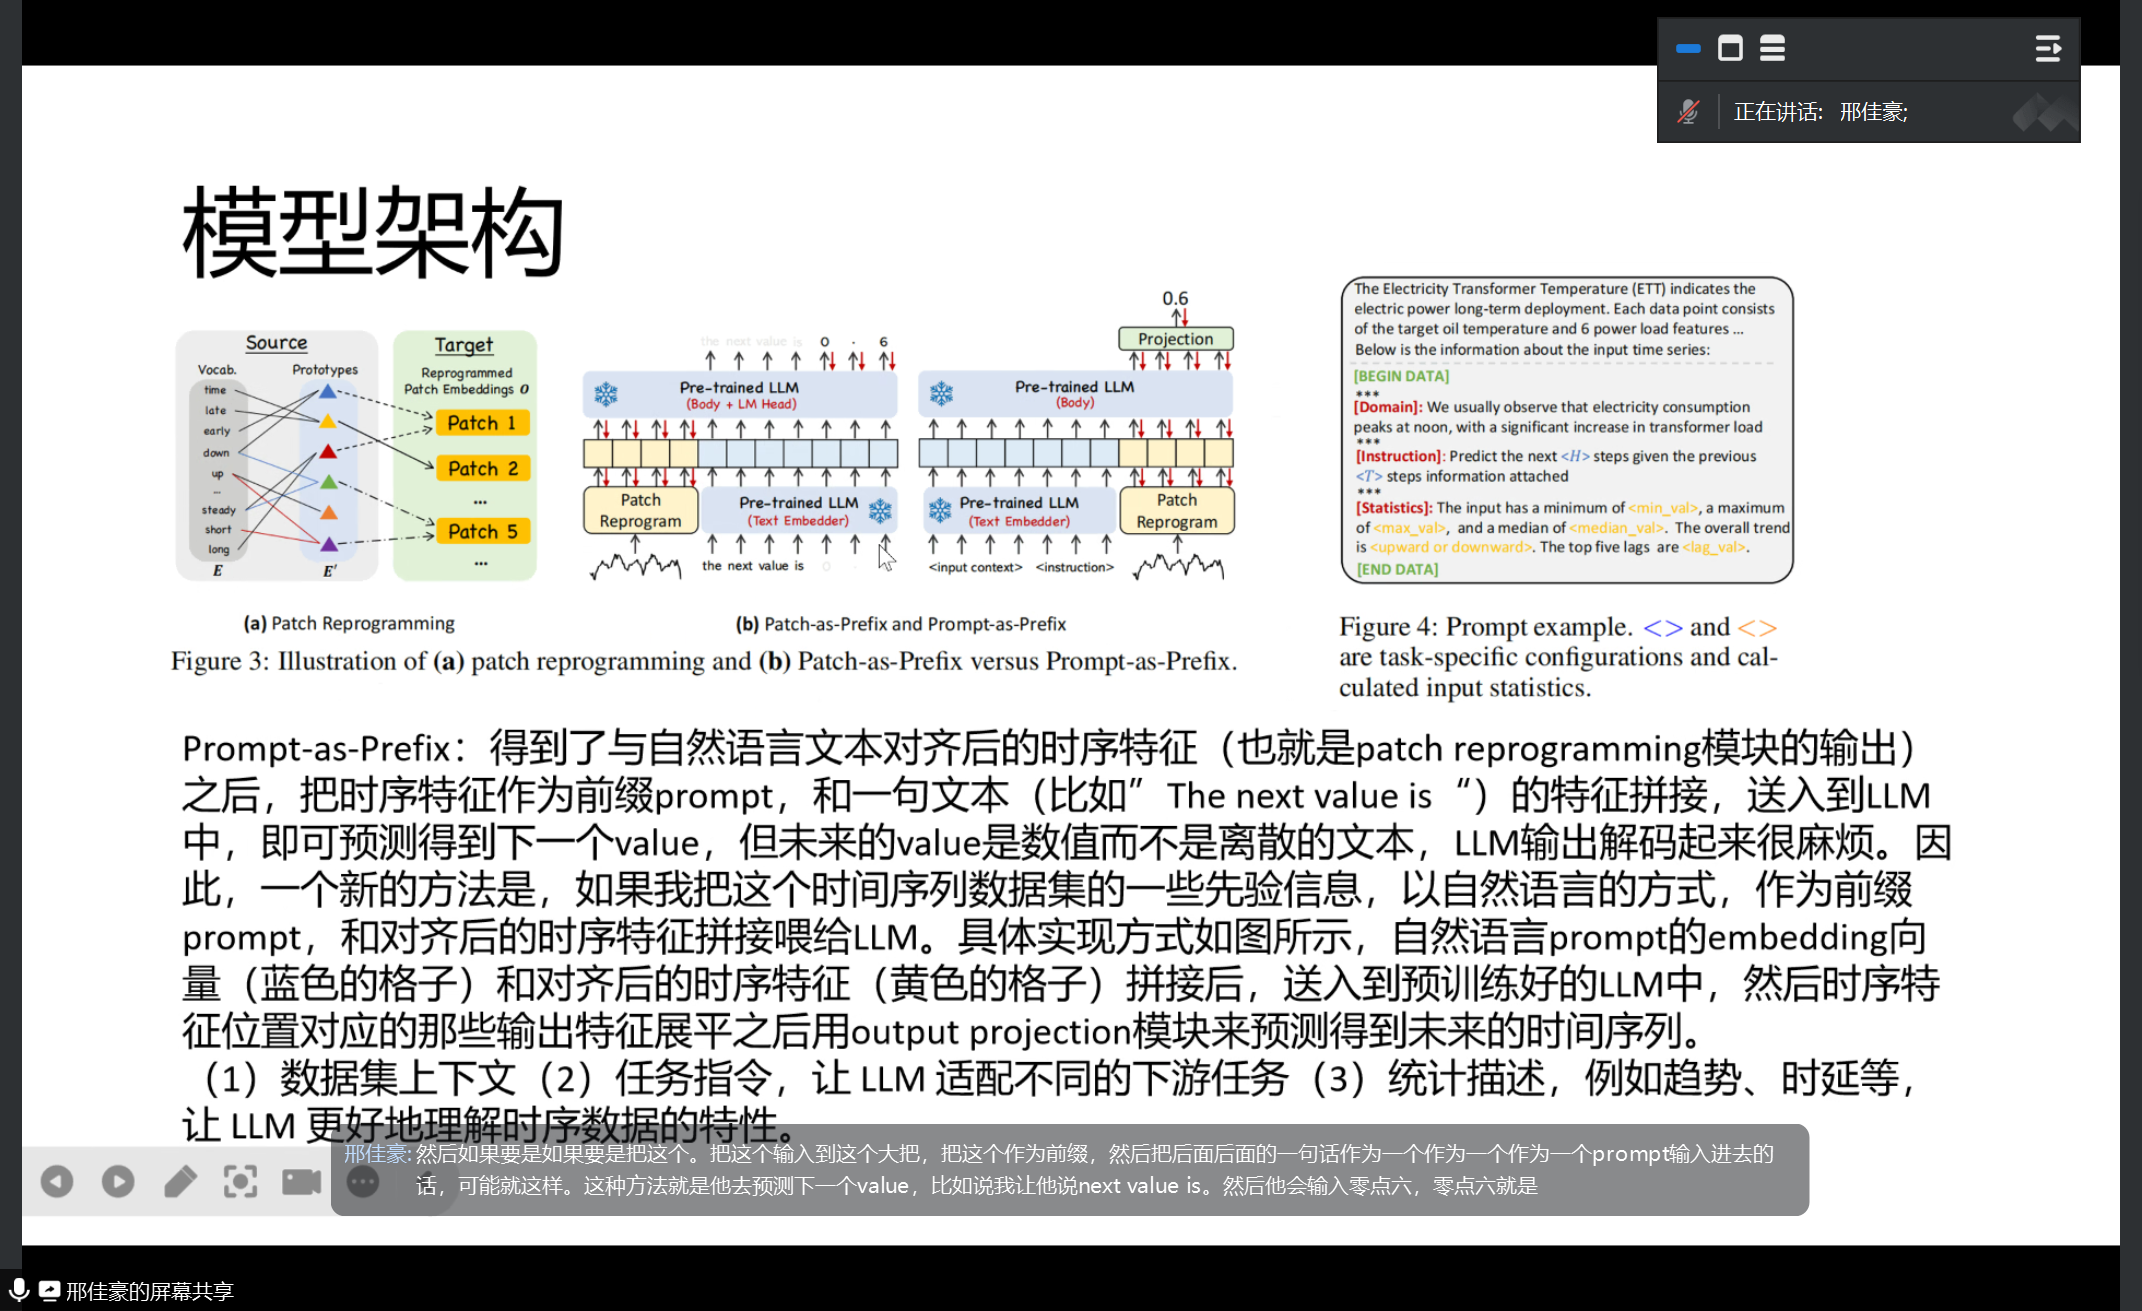 正在讲话： 邢佳豪;
模型架构
Source
Vocab.
Prototypes
time
late
early
down
up
...
steady
short
long
E
E'
Target
Reprogrammed
Patch Embeddings O
Patch 1
Patch 2
...
Patch 5
...
(a) Patch Reprogramming
the next value is 0 . 6
Pre-trained LLM
(Body + LM Head)
Patch
Reprogram
Pre-trained LLM
(Text Embedder)
the next value is 0
0.6
Projection
Pre-trained LLM
(Body)
Pre-trained LLM
(Text Embedder)
Patch
Reprogram
<input context> <instruction>
(b) Patch-as-Prefix and Prompt-as-Prefix
Figure 3: Illustration of (a) patch reprogramming and (b) Patch-as-Prefix versus Prompt-as-Prefix.
The Electricity Transformer Temperature (ETT) indicates the
electric power long-term deployment. Each data point consists
of the target oil temperature and 6 power load features ...
Below is the information about the input time series:
[BEGIN DATA]
***
[Domain]: We usually observe that electricity consumption
peaks at noon, with a significant increase in transformer load
***
[Instruction]: Predict the next <H> steps given the previous
<T> steps information attached
***
[Statistics]: The input has a minimum of <min_val>, a maximum
of <max_val>, and a median of <median_val>. The overall trend
is <upward or downward>. The top five lags are <lag_val>.
[END DATA]
Figure 4: Prompt example. <> and <>
are task-specific configurations and cal-
culated input statistics.
Prompt-as-Prefix：得到了与自然语言文本对齐后的时序特征（也就是patch reprogramming模块的输出）
之后，把时序特征作为前缀prompt，和一句文本（比如”The next value is“）的特征拼接，送入到LLM
中，即可预测得到下一个value，但未来的value是数值而不是离散的文本，LLM输出解码起来很麻烦。因
此，一个新的方法是，如果我把这个时间序列数据集的一些先验信息，以自然语言的方式，作为前缀
prompt，和对齐后的时序特征拼接喂给LLM。具体实现方式如图所示，自然语言prompt的embedding向
量（蓝色的格子）和对齐后的时序特征（黄色的格子）拼接后，送入到预训练好的LLM中，然后时序特
征位置对应的那些输出特征展平之后用output projection模块来预测得到未来的时间序列。
（1）数据集上下文（2）任务指令，让 LLM 适配不同的下游任务（3）统计描述，例如趋势、时延等，
让 LLM 更好地理解时序数据的特性。
邢佳豪:然后如果要是如果要是把这个。把这个输入到这个大把，把这个作为前缀，然后把后面后面的一句话作为一个作为一个作为一个prompt输入进去的
话，可能就这样。这种方法就是他去预测下一个value，比如说我让他说next value is。然后他会输入零点六，零点六就是
邢佳豪的屏幕共享